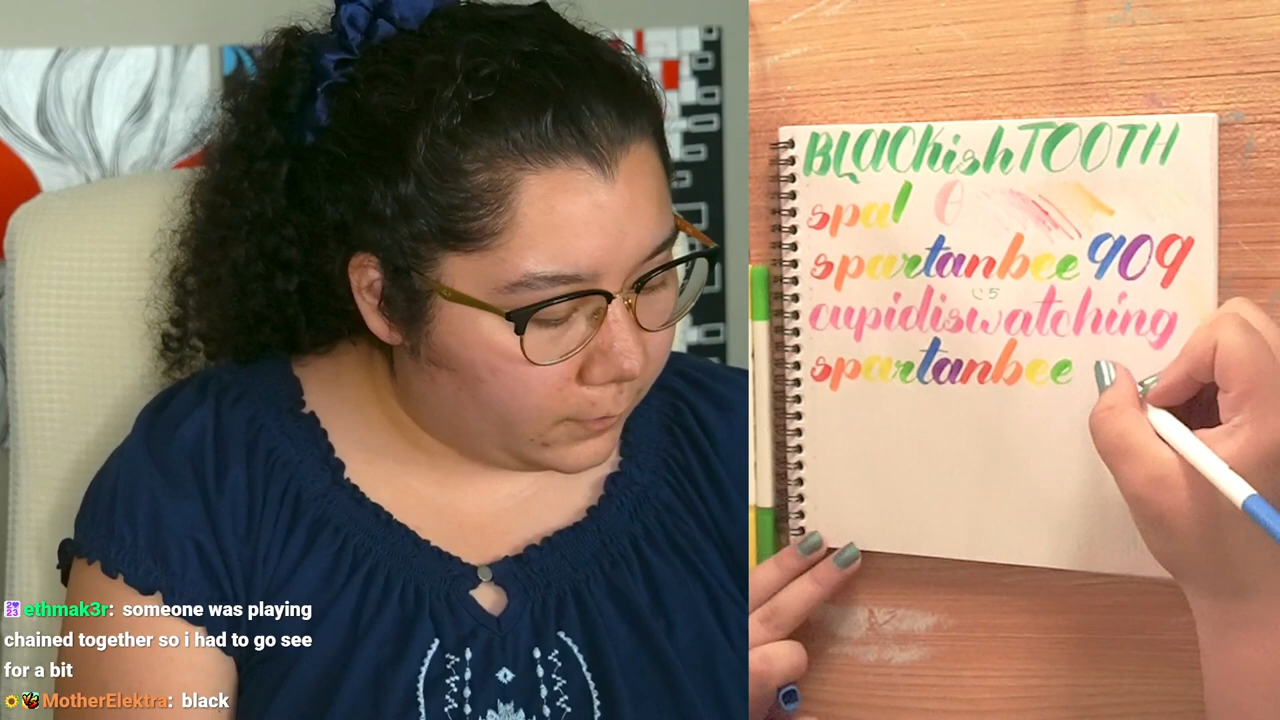 BLACKishTOOTH
spal
spartanbee909
cupidiswatching
spartanbee
ethmak3r: someone was playing
chained together so i had to go see
for a bit
MotherElektra: black